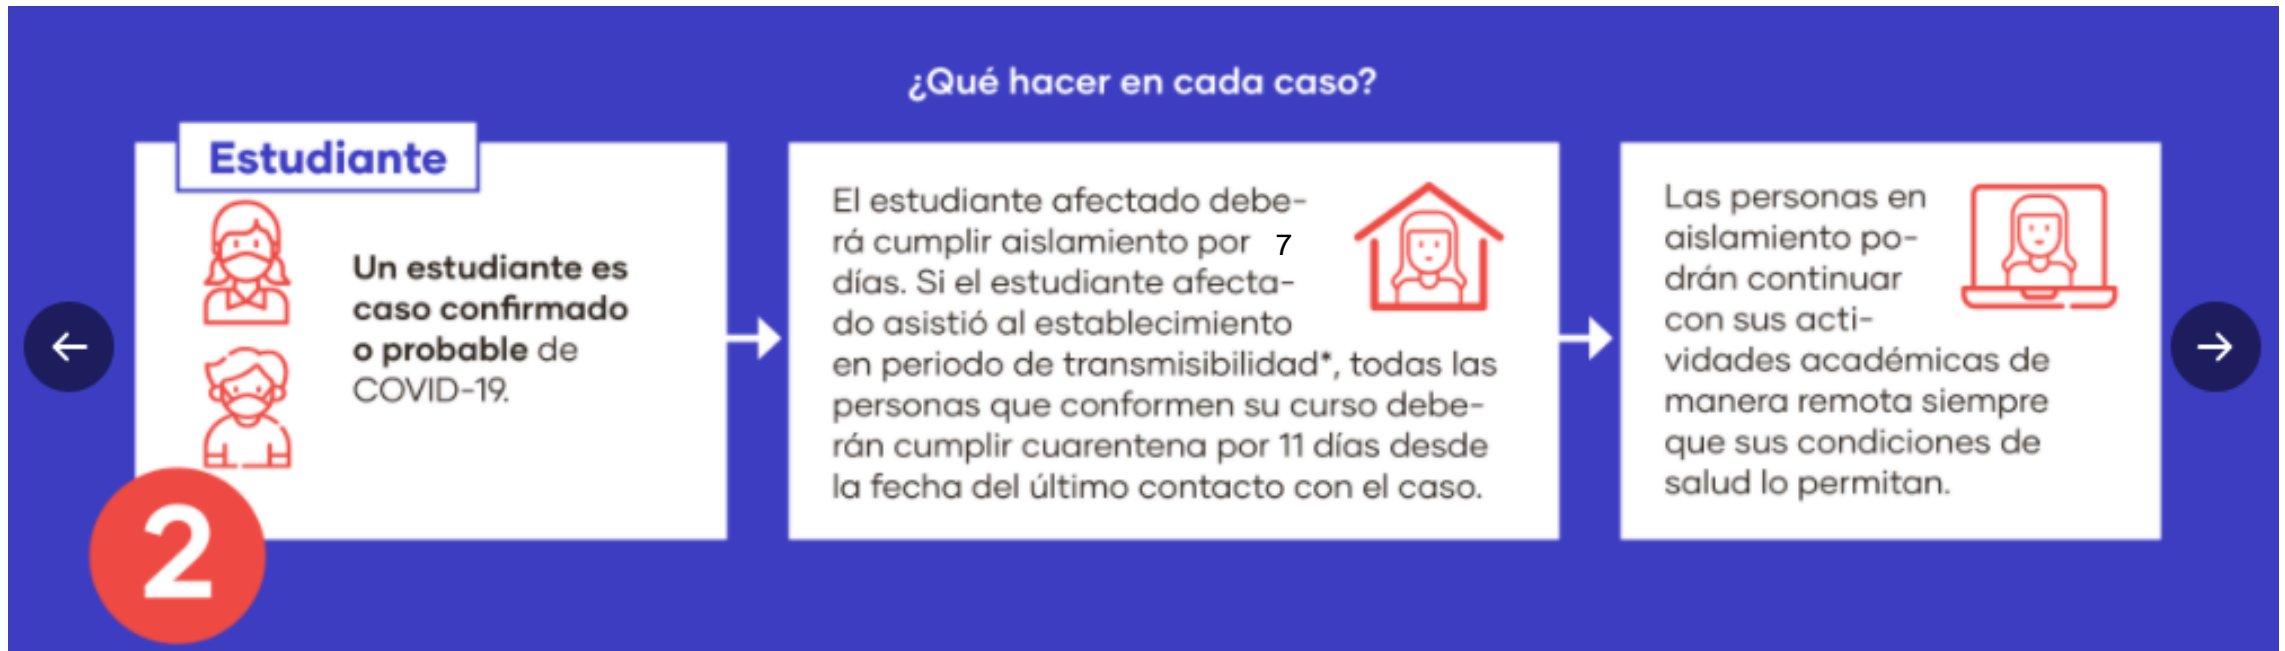 ¿Qué hacer en cada caso?
Estudiante
Un estudiante es
caso confirmado
o probable de
COVID-19.
2
El estudiante afectado debe-
rá cumplir aislamiento por 7
días. Si el estudiante afecta-
do asistió al establecimiento
en periodo de transmisibilidad*, todas las
personas que conformen su curso debe-
rán cumplir cuarentena por 11 días desde
la fecha del último contacto con el caso.
Las personas en
aislamiento po-
drán continuar
con sus acti-
vidades académicas de
manera remota siempre
que sus condiciones de
salud lo permitan.